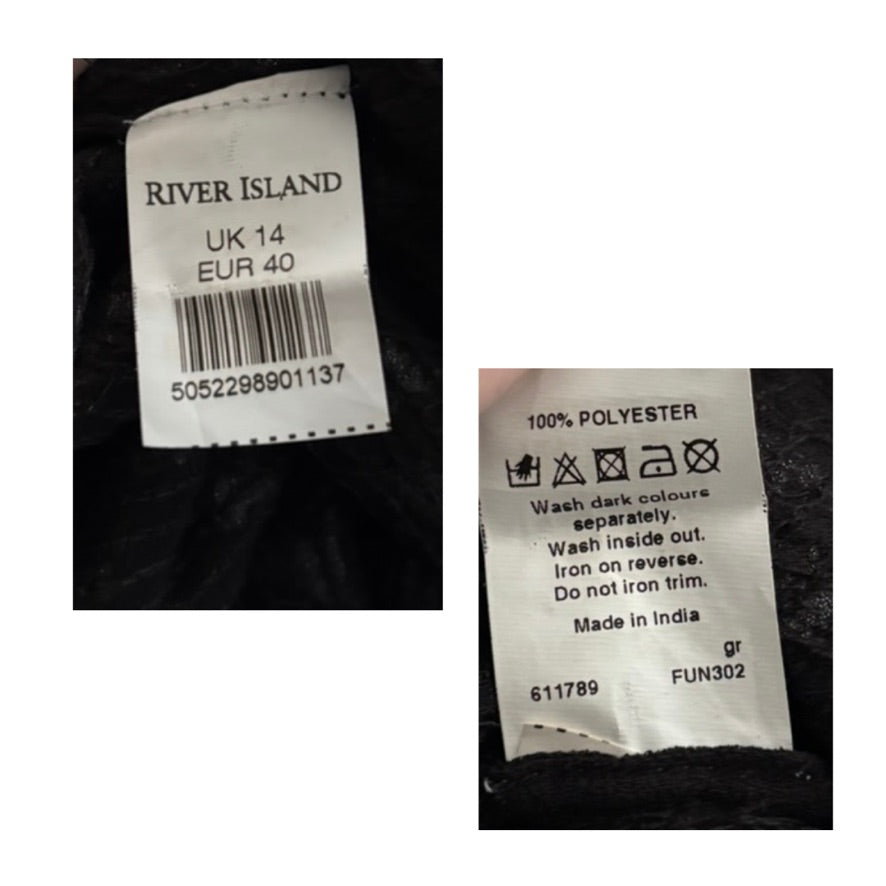 RIVER ISLAND
UK 14
EUR 40
5052298901137
100% POLYESTER
Wash dark colours
separately.
Wash inside out.
Iron on reverse.
Do not iron trim.
Made in India
gr
611789 FUN302